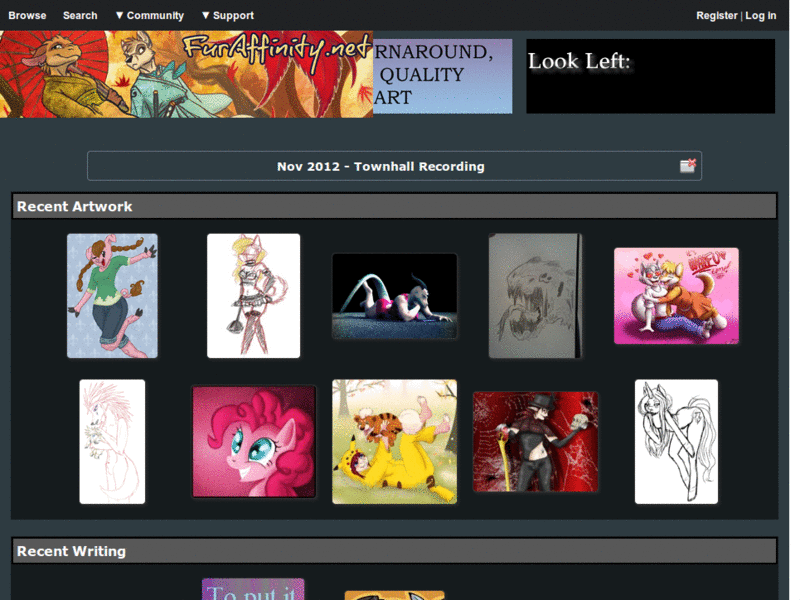 Browse Search ▼ Community ▼ Support Register | Log in
FurAffinity.net
RNAROUND,
QUALITY
ART
Look Left:
Nov 2012 - Townhall Recording
Recent Artwork
Recent Writing
To put it